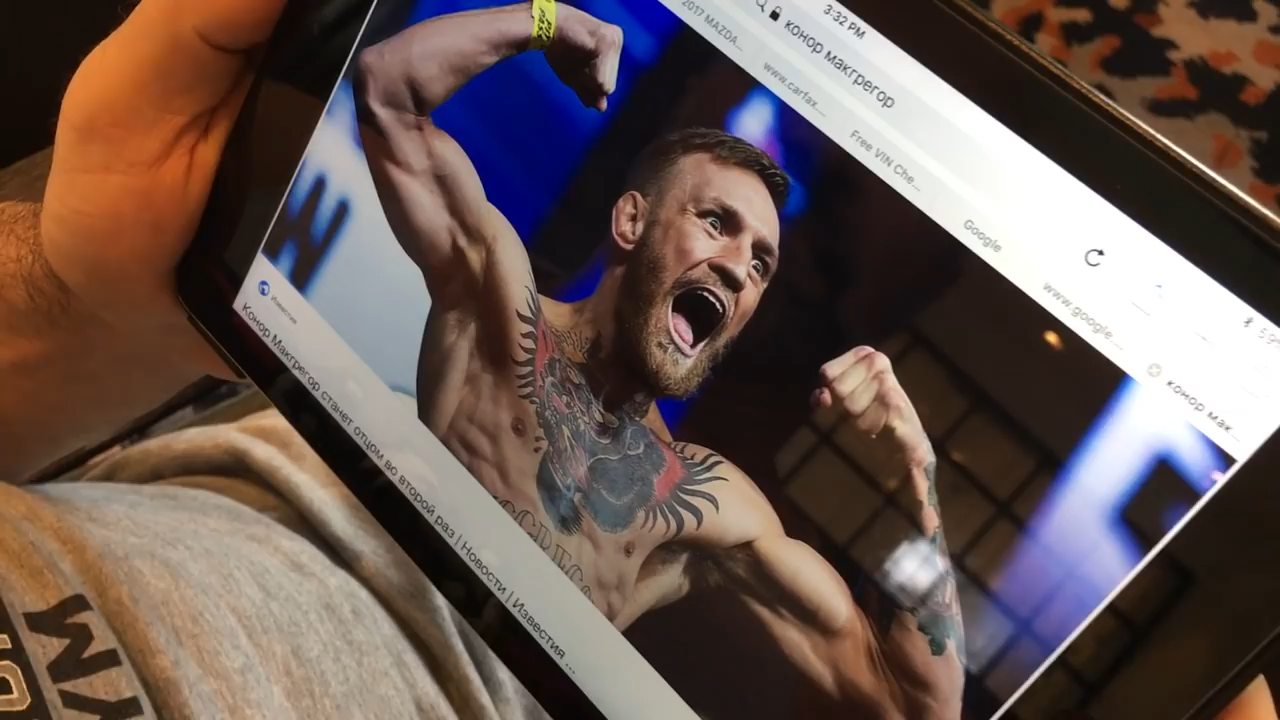 3:32 PM
конор макгрегор
2017 MAZDA...
www.carfax....
Free VIN Che...
Google
www.google....
конор мак...
Известия
Конор Макгрегор станет отцом во второй раз | Новости | Известия ...